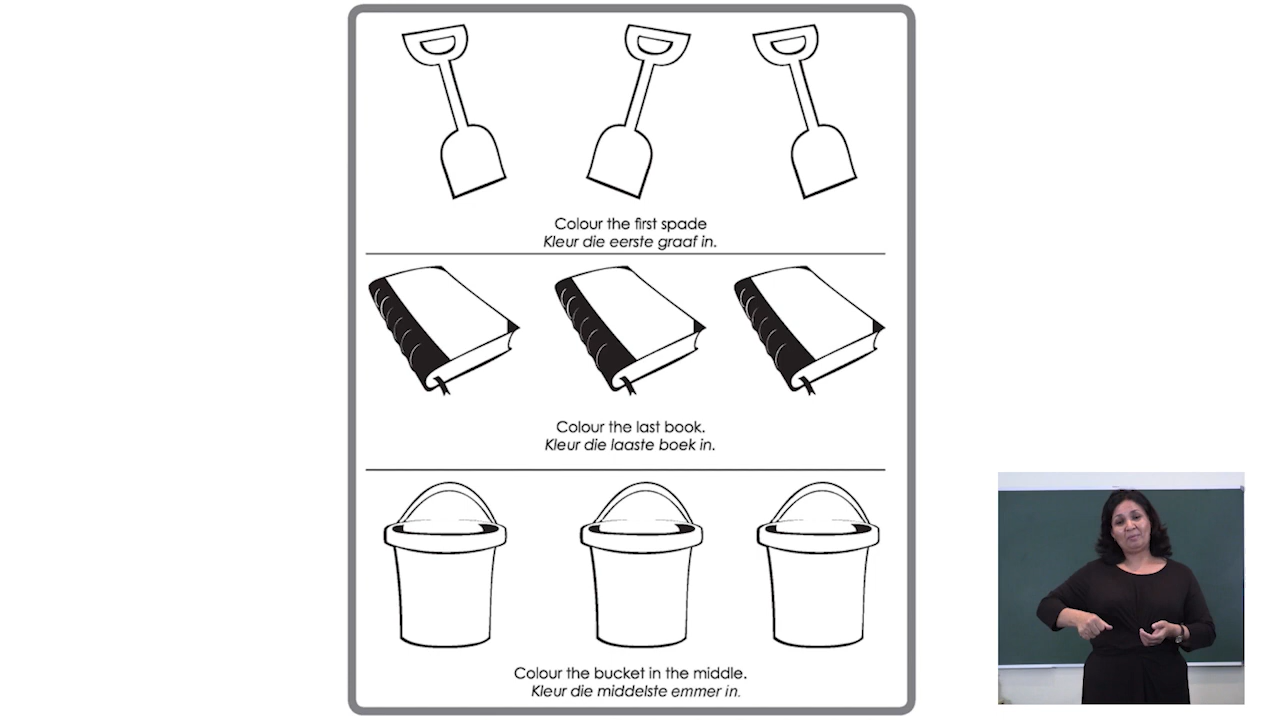 Colour the first spade
Kleur die eerste graaf in.
Colour the last book.
Kleur die laaste boek in.
Colour the bucket in the middle.
Kleur die middelste emmer in.